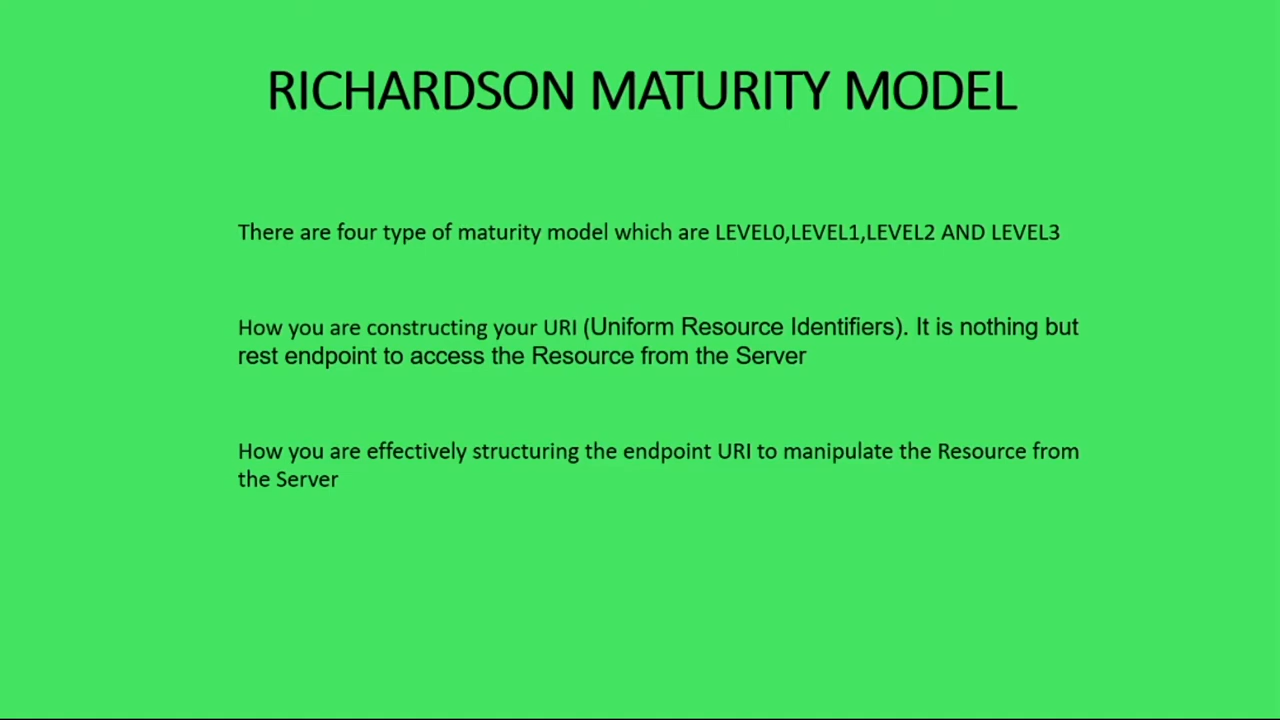 RICHARDSON MATURITY MODEL
There are four type of maturity model which are LEVEL0,LEVEL1,LEVEL2 AND LEVEL3
How you are constructing your URI (Uniform Resource Identifiers). It is nothing but
rest endpoint to access the Resource from the Server
How you are effectively structuring the endpoint URI to manipulate the Resource from
the Server